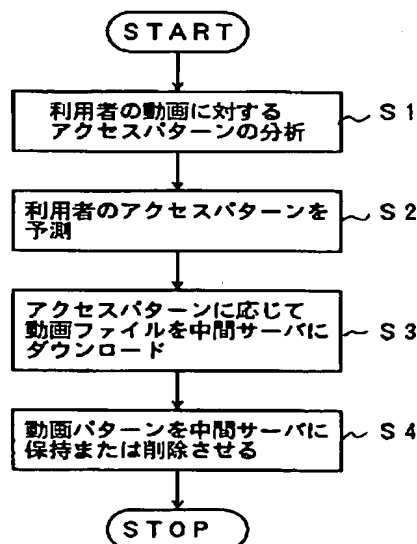 START
利用者の動画に対する
アクセスパターンの分析
S1
利用者のアクセスパターンを
予測
S2
アクセスパターンに応じて
動画ファイルを中間サーバに
ダウンロード
S3
動画パターンを中間サーバに
保持または削除させる
S4
STOP